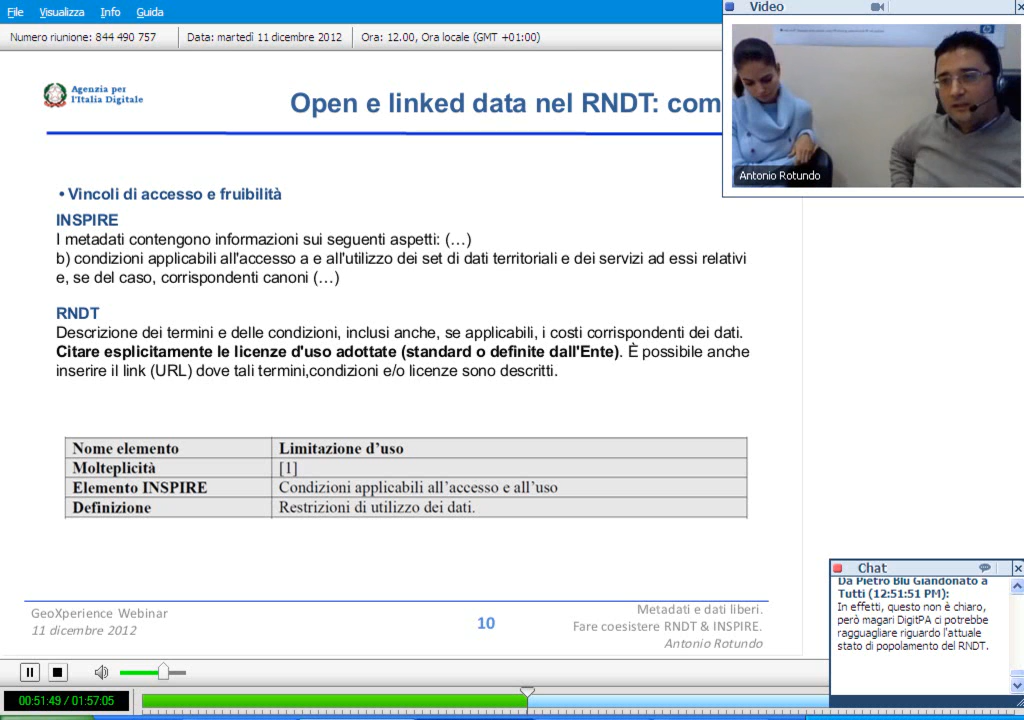 File Visualizza Info Guida
Numero riunione: 844 490 757 Data: martedì 11 dicembre 2012 Ora: 12.00, Ora locale (GMT +01:00)
Video
Antonio Rotundo
Agenzia per
l'Italia Digitale
Open e linked data nel RNDT: com
• Vincoli di accesso e fruibilità
INSPIRE
I metadati contengono informazioni sui seguenti aspetti: (…)
b) condizioni applicabili all'accesso a e all'utilizzo dei set di dati territoriali e dei servizi ad essi relativi
e, se del caso, corrispondenti canoni (…)
RNDT
Descrizione dei termini e delle condizioni, inclusi anche, se applicabili, i costi corrispondenti dei dati.
Citare esplicitamente le licenze d'uso adottate (standard o definite dall'Ente). È possibile anche
inserire il link (URL) dove tali termini,condizioni e/o licenze sono descritti.
Nome elemento Limitazione d'uso
Molteplicità [1]
Elemento INSPIRE Condizioni applicabili all'accesso e all'uso
Definizione Restrizioni di utilizzo dei dati.
GeoXperience Webinar
11 dicembre 2012
10
Metadati e dati liberi.
Fare coesistere RNDT & INSPIRE.
Antonio Rotundo
Chat
Da Pietro Blu Giandonato a
Tutti (12:51:51 PM):
In effetti, questo non è chiaro,
però magari DigitPA ci potrebbe
ragguagliare riguardo l'attuale
stato di popolamento del RNDT.
00:51:49 / 01:57:05